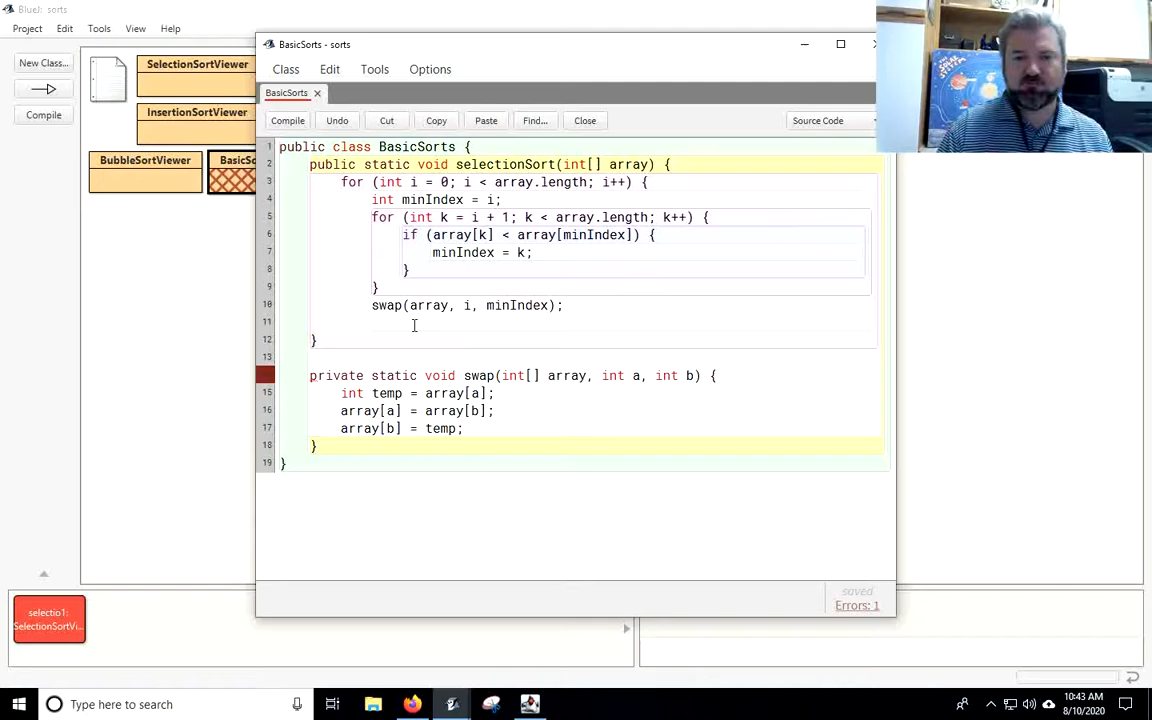 BlueJ: sorts
Project Edit Tools View Help
New Class...
Compile
SelectionSortViewer
InsertionSortViewer
BubbleSortViewer
BasicSo
BasicSorts - sorts
Class Edit Tools Options
BasicSorts
Compile Undo Cut Copy Paste Find... Close Source Code
1 public class BasicSorts {
2 public static void selectionSort(int[] array) {
3 for (int i = 0; i < array.length; i++) {
4 int minIndex = i;
5 for (int k = i + 1; k < array.length; k++) {
6 if (array[k] < array[minIndex]) {
7 minIndex = k;
8 }
9 }
10 swap(array, i, minIndex);
11
12 }
13
private static void swap(int[] array, int a, int b) {
15 int temp = array[a];
16 array[a] = array[b];
17 array[b] = temp;
18 }
19 }
saved
Errors: 1
selectio1:
SelectionSortVi...
Type here to search
10:43 AM
8/10/2020